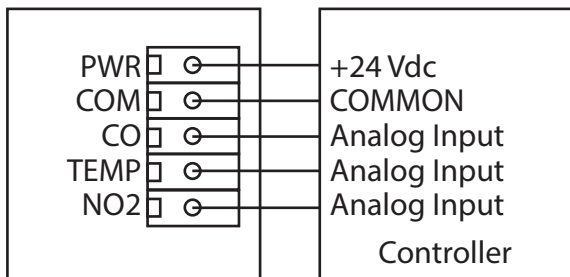 PWR +24 Vdc
COM COMMON
CO Analog Input
TEMP Analog Input
NO2 Analog Input
Controller